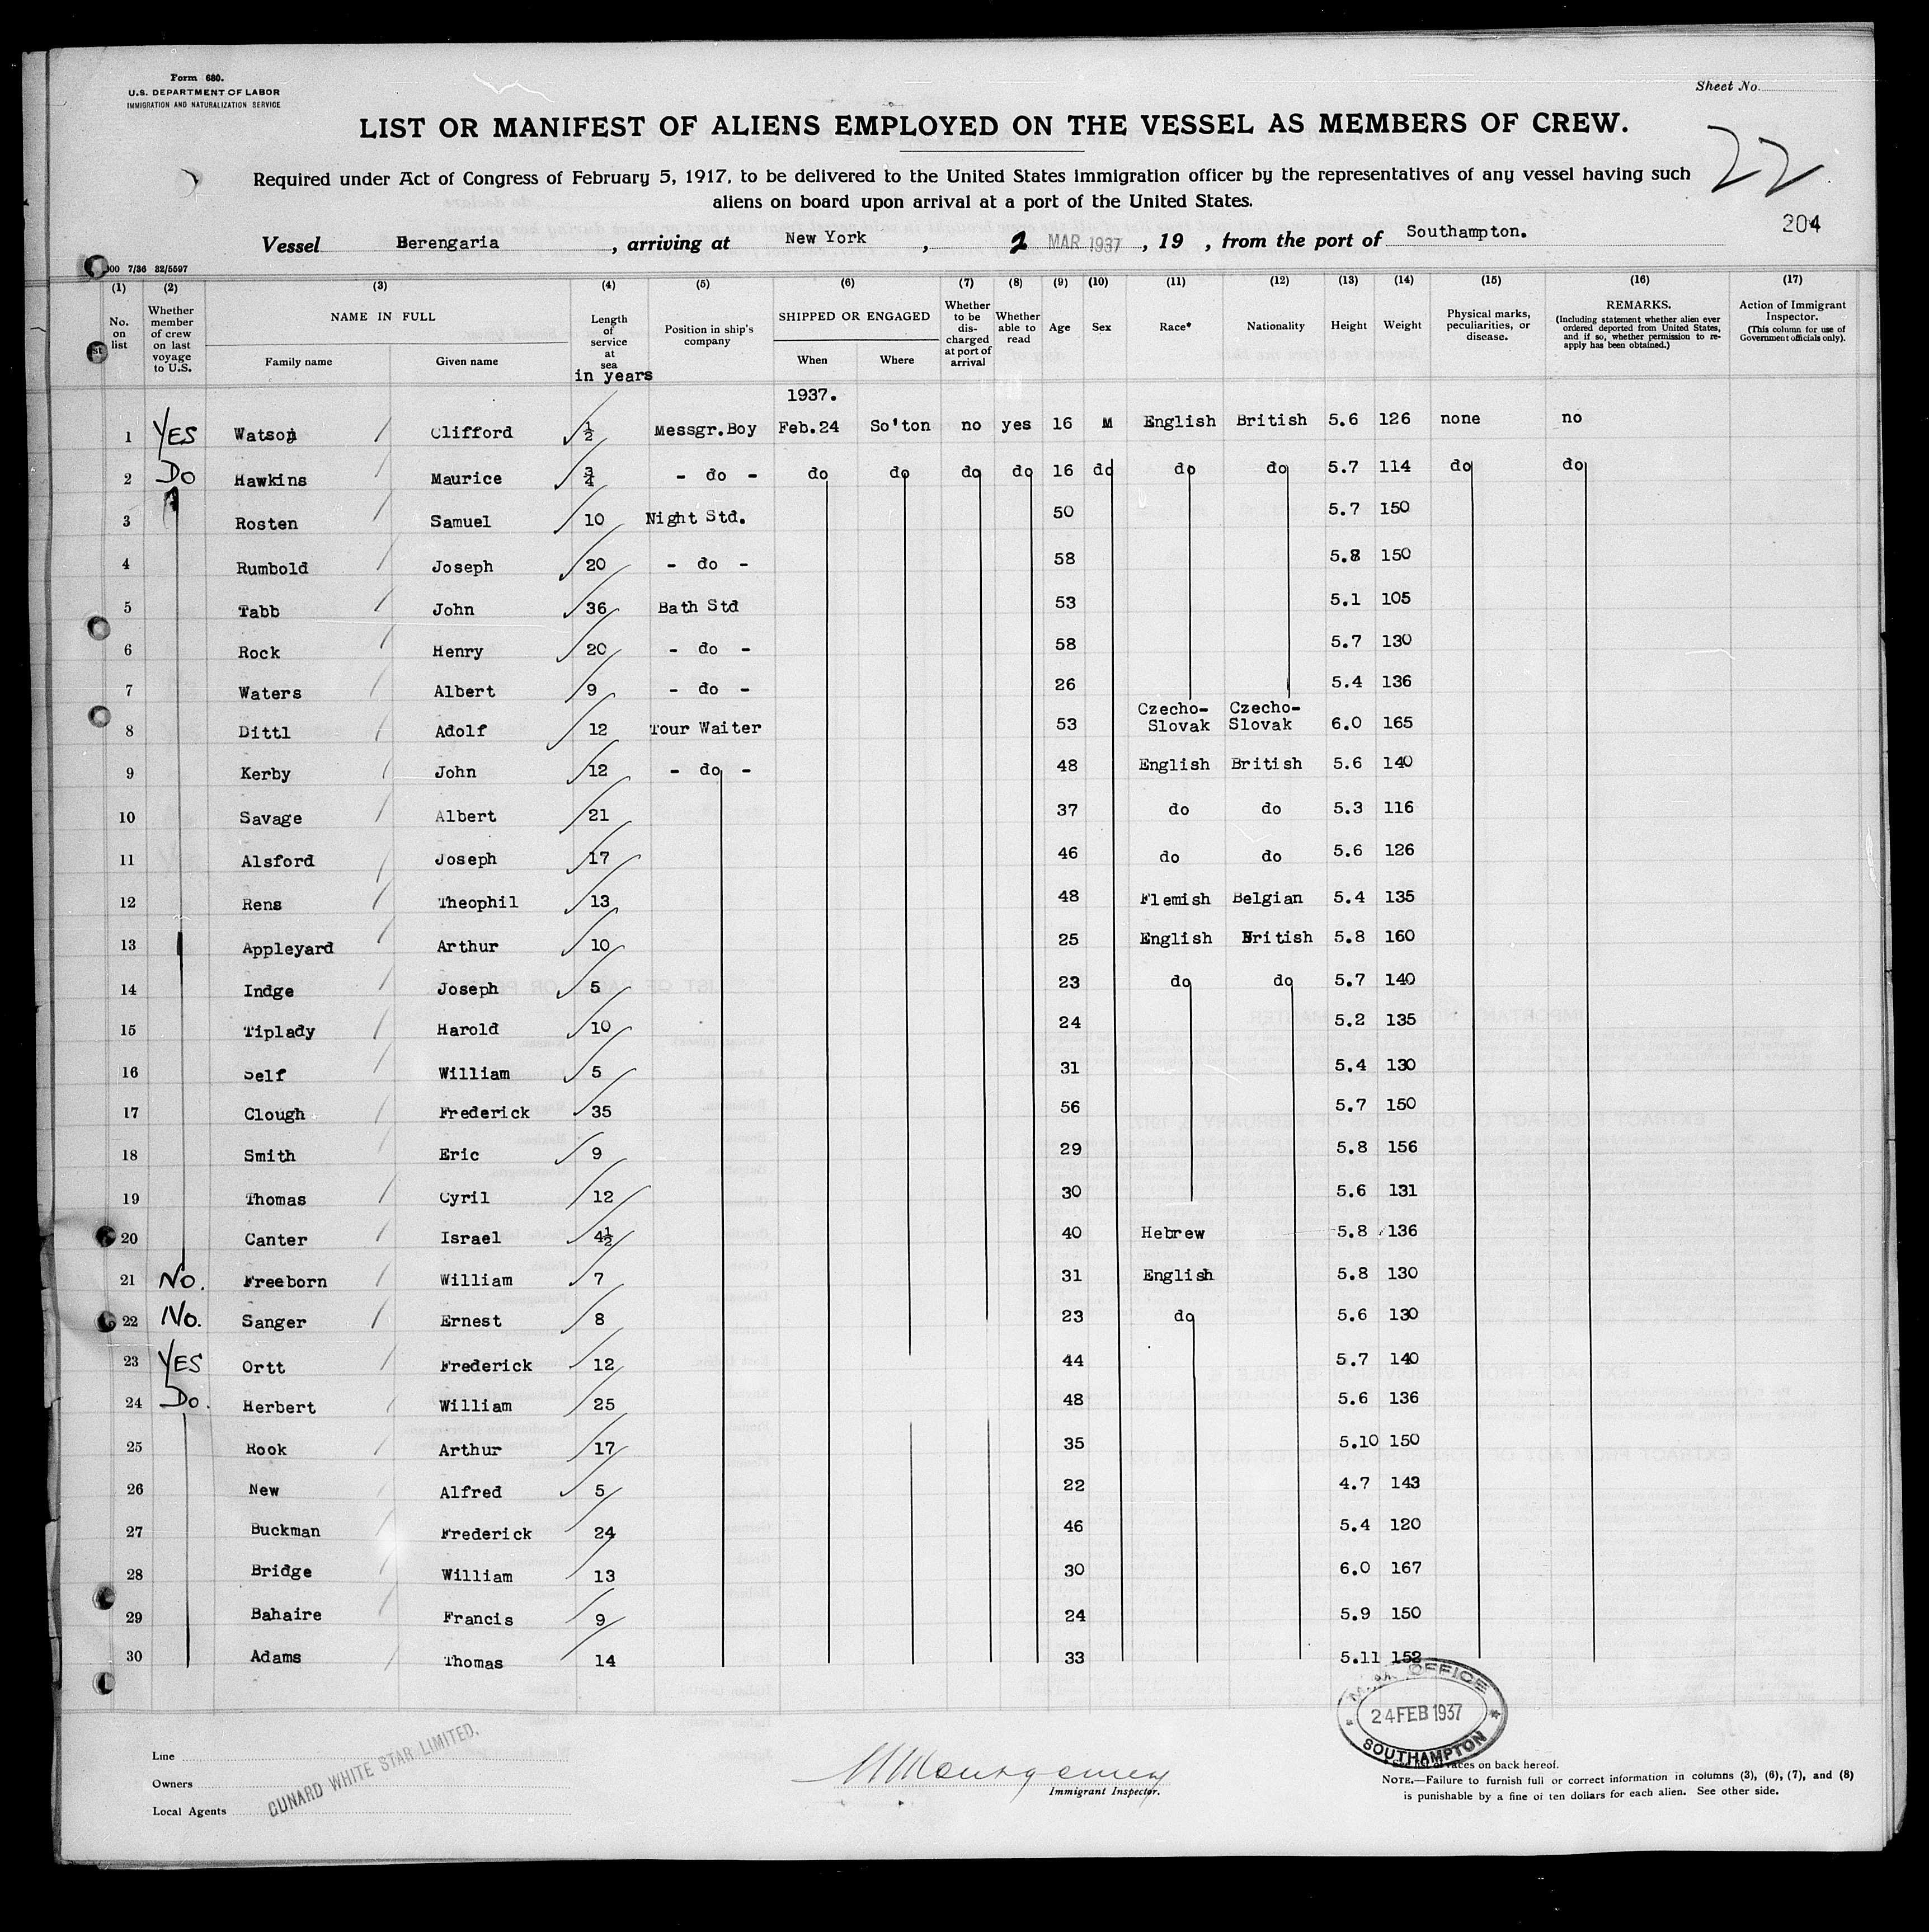 Form 680.
U.S. DEPARTMENT OF LABOR
IMMIGRATION AND NATURALIZATION SERVICE
Sheet No.
LIST OR MANIFEST OF ALIENS EMPLOYED ON THE VESSEL AS MEMBERS OF CREW.
22
Required under Act of Congress of February 5, 1917, to be delivered to the United States immigration officer by the representatives of any vessel having such
aliens on board upon arrival at a port of the United States.
204
Vessel Berengaria, arriving at New York, 2 MAR 1937, 19 , from the port of Southampton.
00 7/36 32/5597
(1) (2) (3) (4) (5) (6) (7) (8) (9) (10) (11) (12) (13) (14) (15) (16) (17)
No. on list
Whether member of crew on last voyage to U.S.
NAME IN FULL
Family name
Given name
Length of service at sea
in years
Position in ship's company
SHIPPED OR ENGAGED
When
Where
Whether to be discharged at port of arrival
Whether able to read
Age
Sex
Race*
Nationality
Height
Weight
Physical marks, peculiarities, or disease.
REMARKS.
(Including statement whether alien ever ordered deported from United States, and if so, whether permission to re-apply has been obtained.)
Action of Immigrant Inspector.
(This column for use of Government officials only).
1937.
1 YES Watson Clifford ½ Messgr.Boy Feb.24 So'ton no yes 16 M English British 5.6 126 none no
2 Do Hawkins Maurice ¾ - do - do do do do 16 do do do 5.7 114 do do
3 Rosten Samuel 10 Night Std. 50 5.7 150
4 Rumbold Joseph 20 - do - 58 5.8 150
5 Tabb John 36 Bath Std 53 5.1 105
6 Rock Henry 20 - do - 58 5.7 130
7 Waters Albert 9 - do - 26 5.4 136
8 Dittl Adolf 12 Tour Waiter 53 Czecho-Slovak Czecho-Slovak 6.0 165
9 Kerby John 12 - do - 48 English British 5.6 140
10 Savage Albert 21 37 do do 5.3 116
11 Alsford Joseph 17 46 do do 5.6 126
12 Rens Theophil 13 48 Flemish Belgian 5.4 135
13 Appleyard Arthur 10 25 English British 5.8 160
14 Indge Joseph 5 23 do do 5.7 140
15 Tiplady Harold 10 24 5.2 135
16 Self William 5 31 5.4 130
17 Clough Frederick 35 56 5.7 150
18 Smith Eric 9 29 5.8 156
19 Thomas Cyril 12 30 5.6 131
20 Canter Israel 4½ 40 Hebrew 5.8 136
21 No. Freeborn William 7 31 English 5.8 130
22 No. Sanger Ernest 8 23 do 5.6 130
23 YES Ortt Frederick 12 44 5.7 140
24 Do. Herbert William 25 48 5.6 136
25 Rook Arthur 17 35 5.10 150
26 New Alfred 5 22 4.7 143
27 Buckman Frederick 24 46 5.4 120
28 Bridge William 13 30 6.0 167
29 Bahaire Francis 9 24 5.9 150
30 Adams Thomas 14 33 5.11 152
OFFICE
24 FEB 1937
SOUTHAMPTON
Line
Owners
Local Agents
CUNARD WHITE STAR LIMITED.
Montgomery
Immigrant Inspector.
races on back hereof.
NOTE.—Failure to furnish full or correct information in columns (3), (6), (7), and (8)
is punishable by a fine of ten dollars for each alien. See other side.